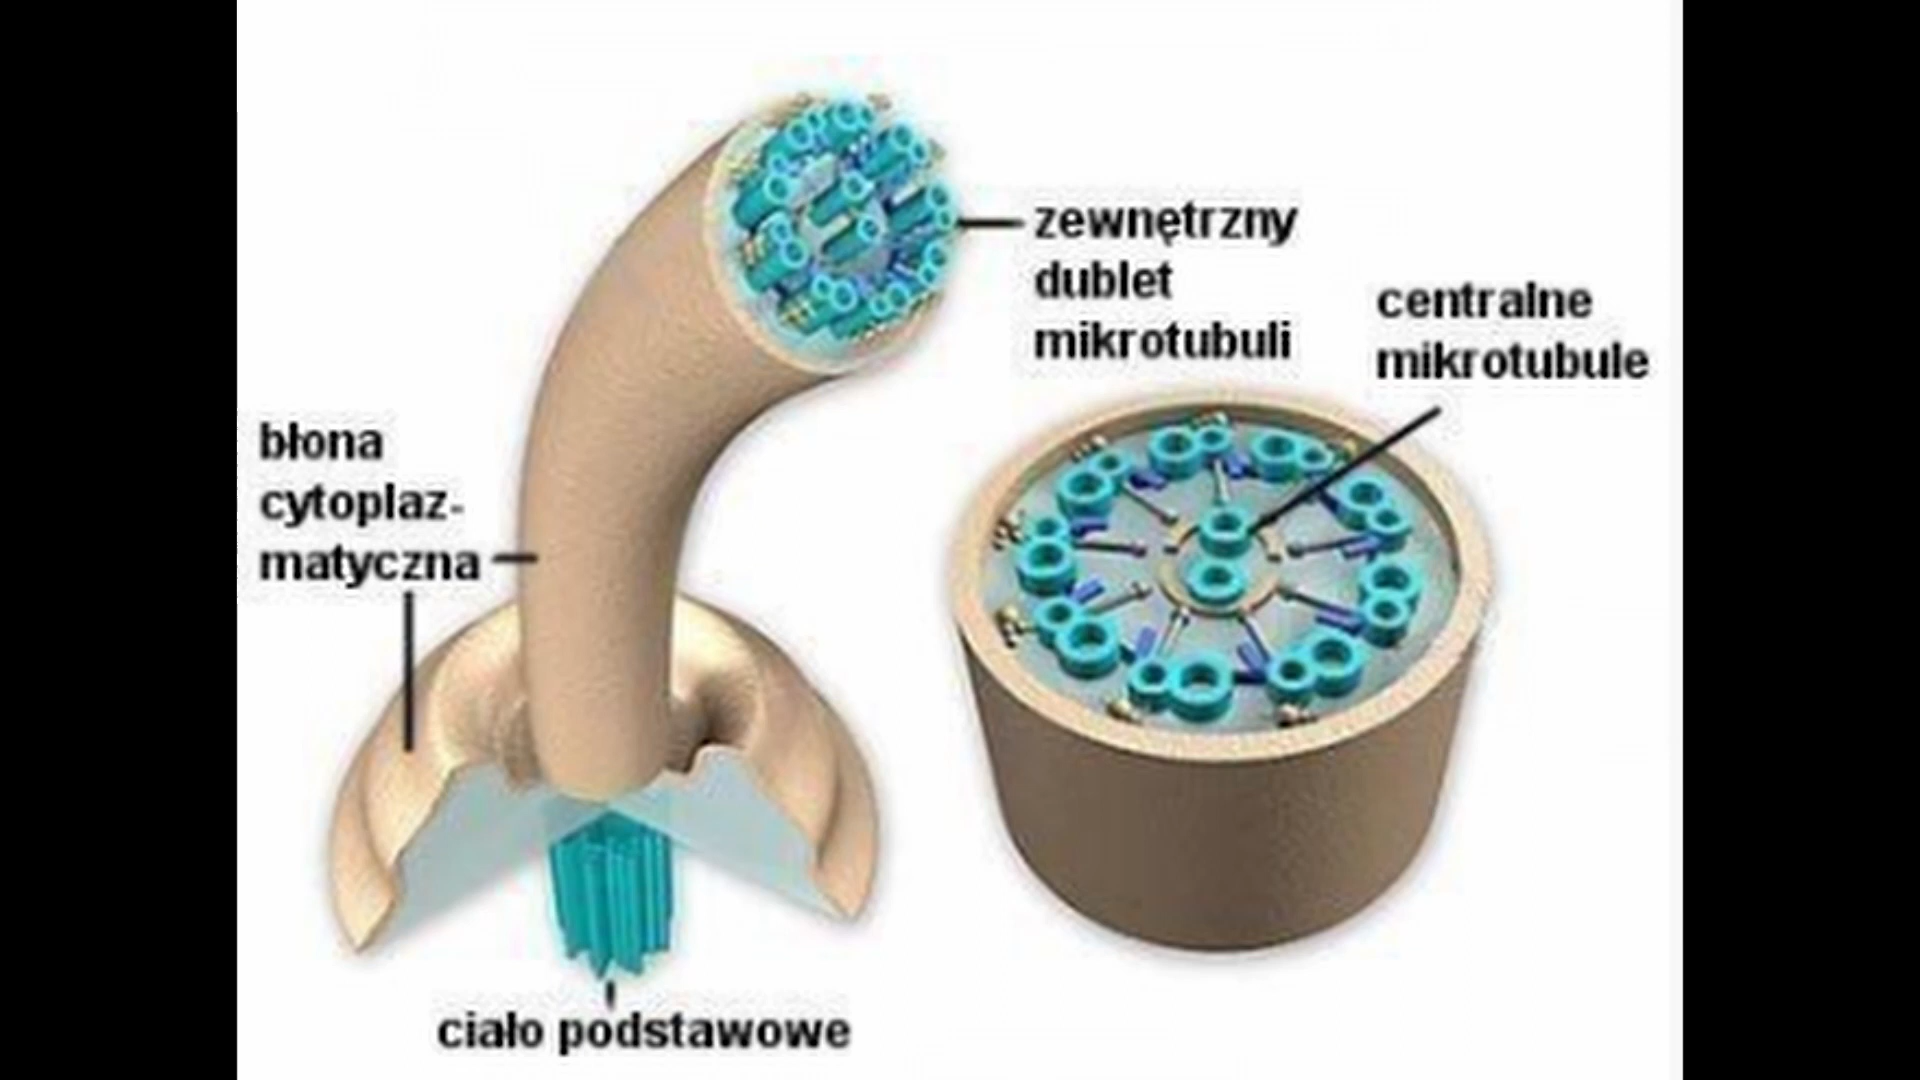 zewnętrzny
dublet
mikrotubuli
centralne
mikrotubule
błona
cytoplaz-
matyczna
ciało podstawowe